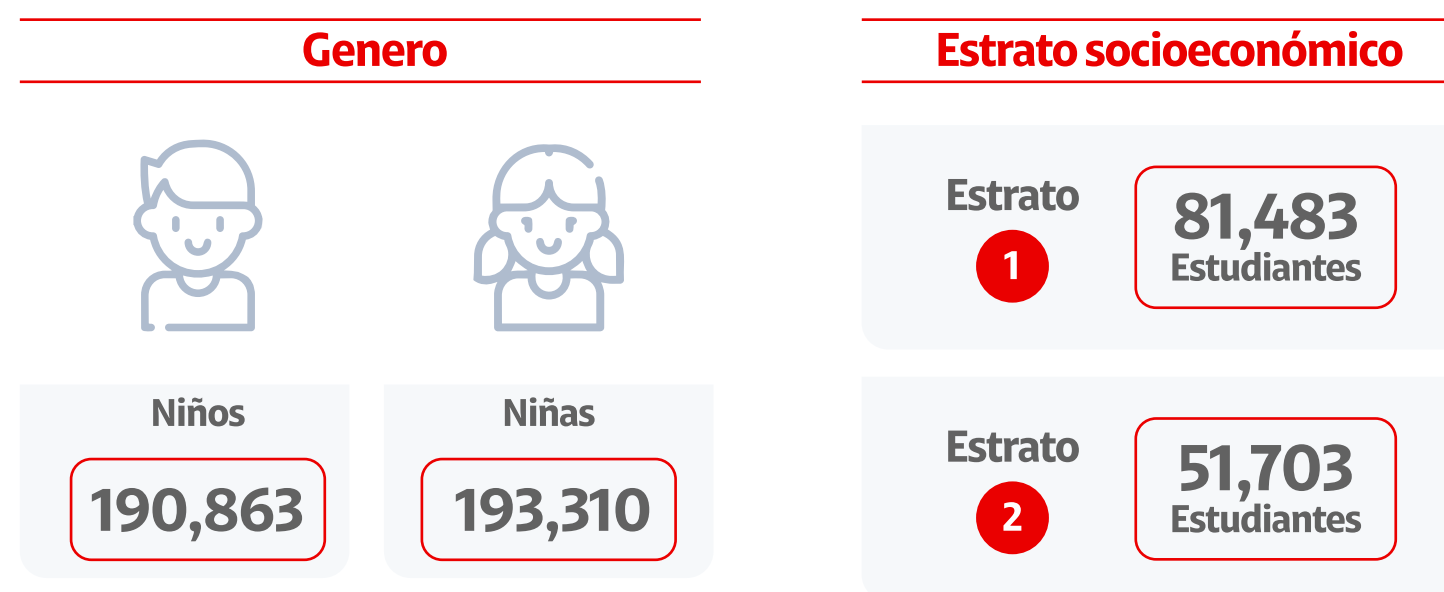 Genero
Niños
190,863
Niñas
193,310
Estrato socioeconómico
Estrato
1
81,483
Estudiantes
Estrato
2
51,703
Estudiantes